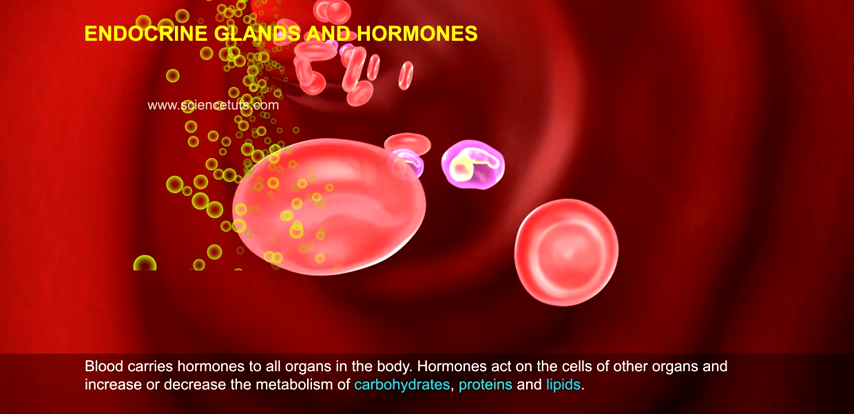 ENDOCRINE GLANDS AND HORMONES
www.sciencetuts.com
Blood carries hormones to all organs in the body. Hormones act on the cells of other organs and
increase or decrease the metabolism of carbohydrates, proteins and lipids.